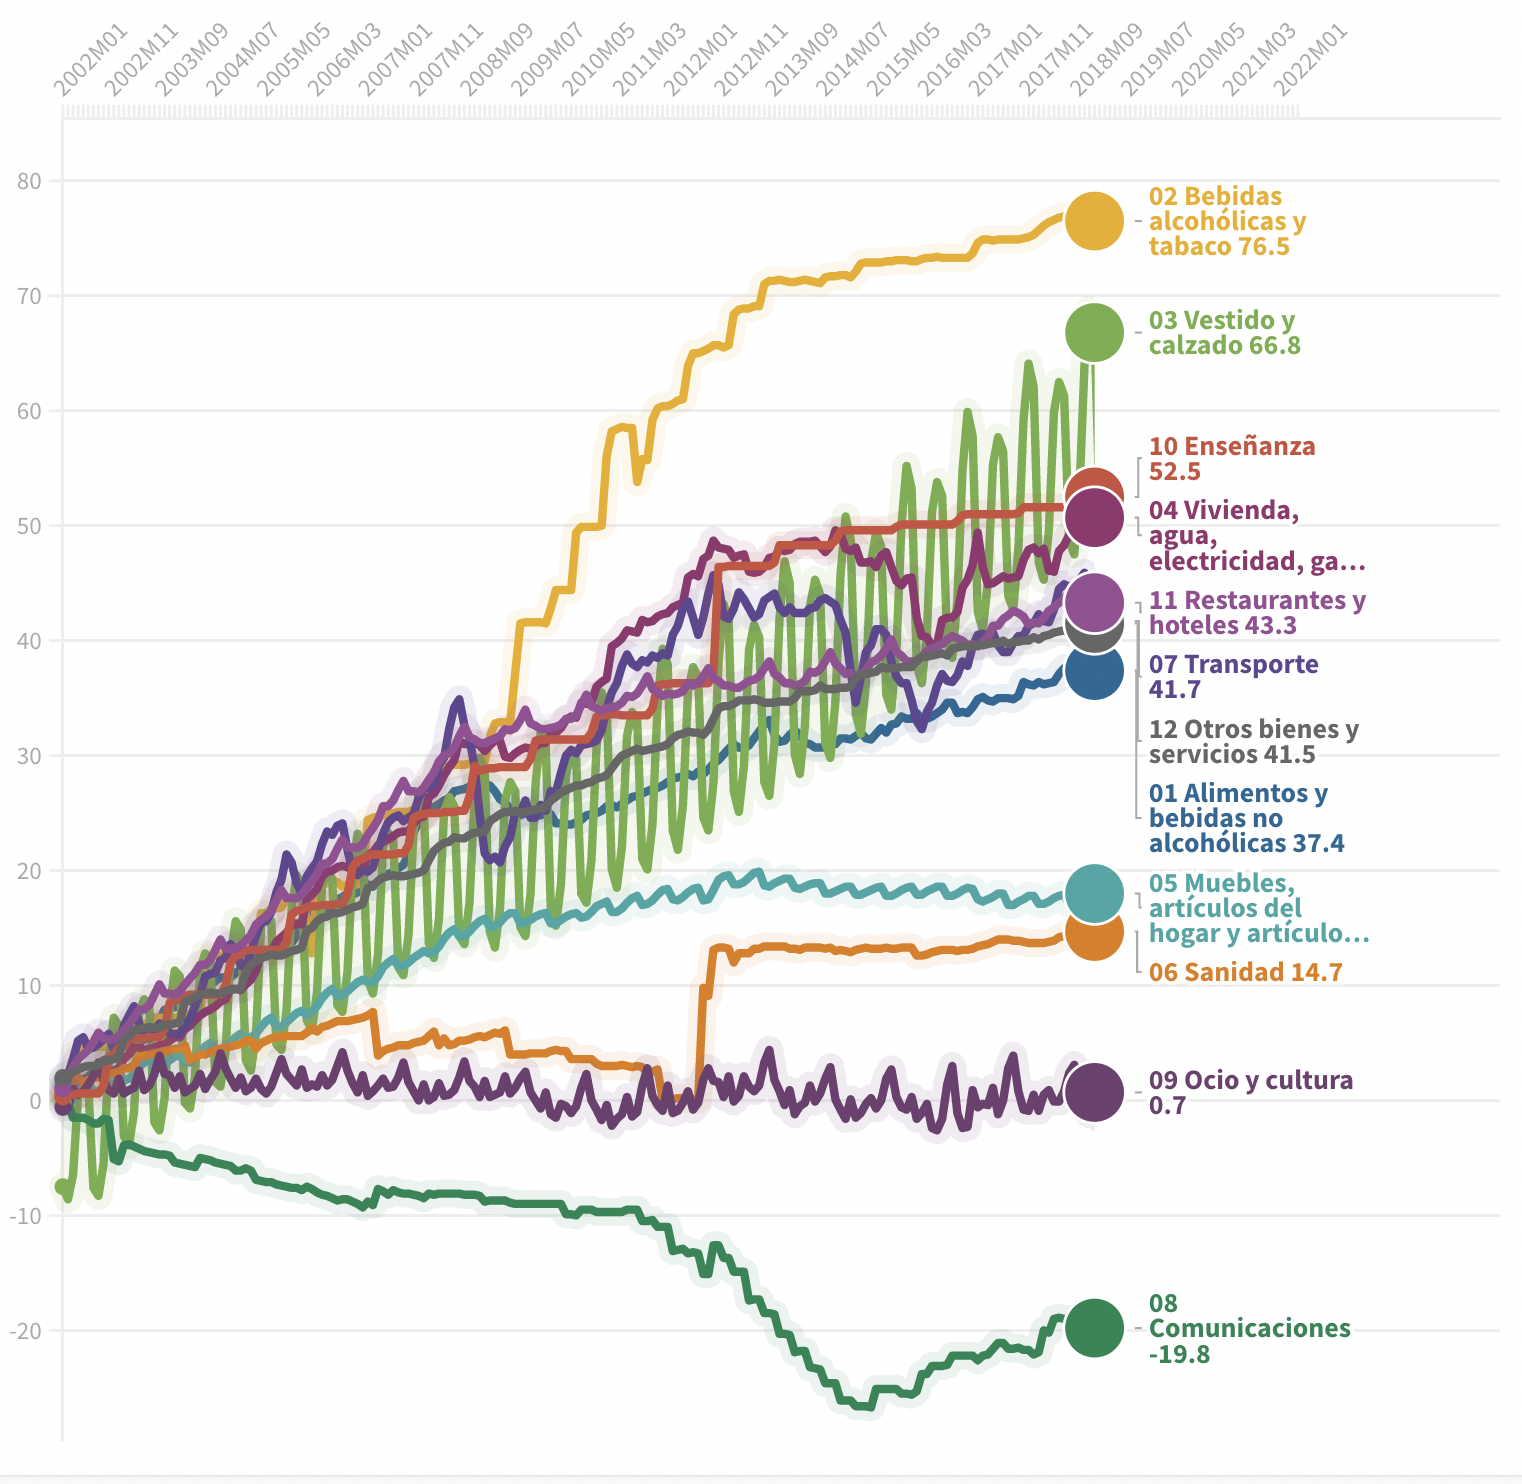 2002M01
2002M11
2003M09
2004M07
2005M05
2006M03
2007M01
2007M11
2008M09
2009M07
2010M05
2011M03
2012M01
2012M11
2013M09
2014M07
2015M05
2016M03
2017M01
2017M11
2018M09
2019M07
2020M05
2021M03
2022M01
80
70
60
50
40
30
20
10
0
-10
-20
02 Bebidas
alcohólicas y
tabaco 76.5
03 Vestido y
calzado 66.8
10 Enseñanza
52.5
04 Vivienda,
agua,
electricidad, ga...
11 Restaurantes y
hoteles 43.3
07 Transporte
41.7
12 Otros bienes y
servicios 41.5
01 Alimentos y
bebidas no
alcohólicas 37.4
05 Muebles,
artículos del
hogar y artículo...
06 Sanidad 14.7
09 Ocio y cultura
0.7
08
Comunicaciones
-19.8